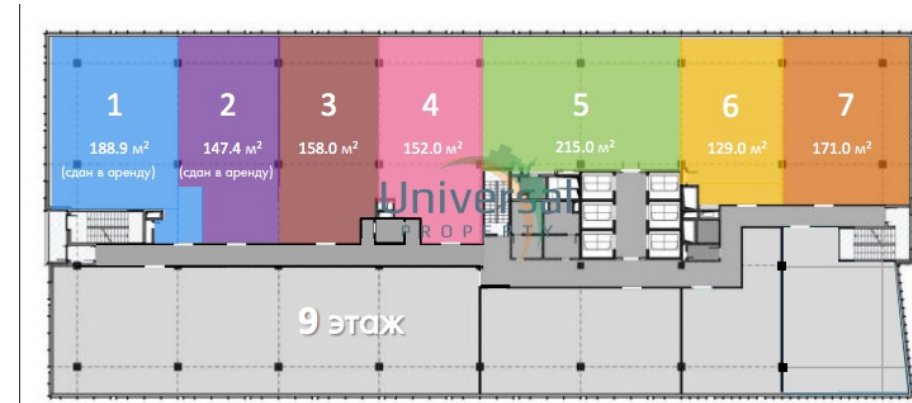 1
188.9 м²
(сдан в аренду)
2
147.4 м²
(сдан в аренду)
3
158.0 м²
4
152.0 м²
5
215.0 м²
6
129.0 м²
7
171.0 м²
Universal
PROPERTY
9 этаж